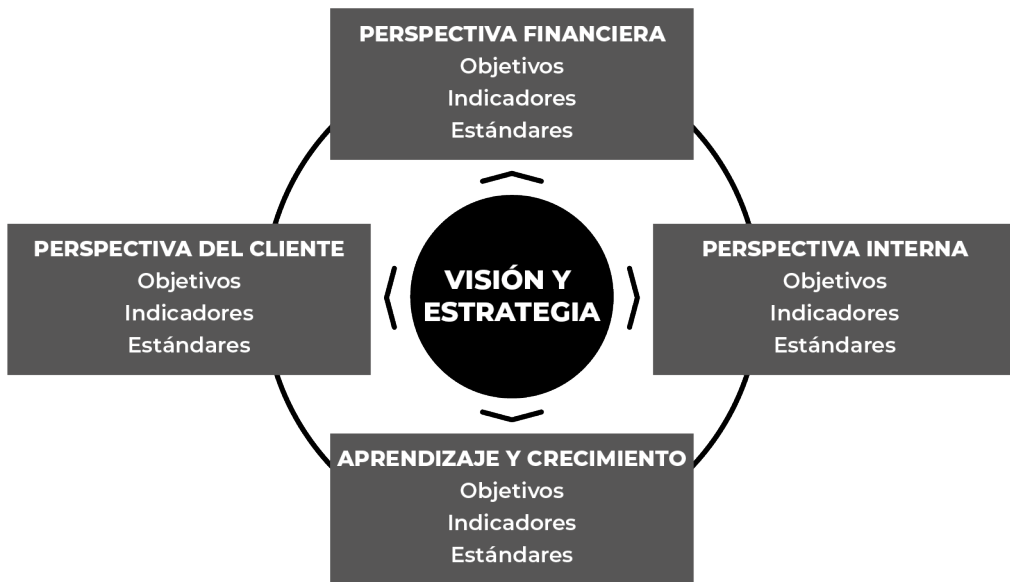 PERSPECTIVA FINANCIERA
Objetivos
Indicadores
Estándares
PERSPECTIVA DEL CLIENTE
Objetivos
Indicadores
Estándares
VISIÓN Y
ESTRATEGIA
PERSPECTIVA INTERNA
Objetivos
Indicadores
Estándares
APRENDIZAJE Y CRECIMIENTO
Objetivos
Indicadores
Estándares